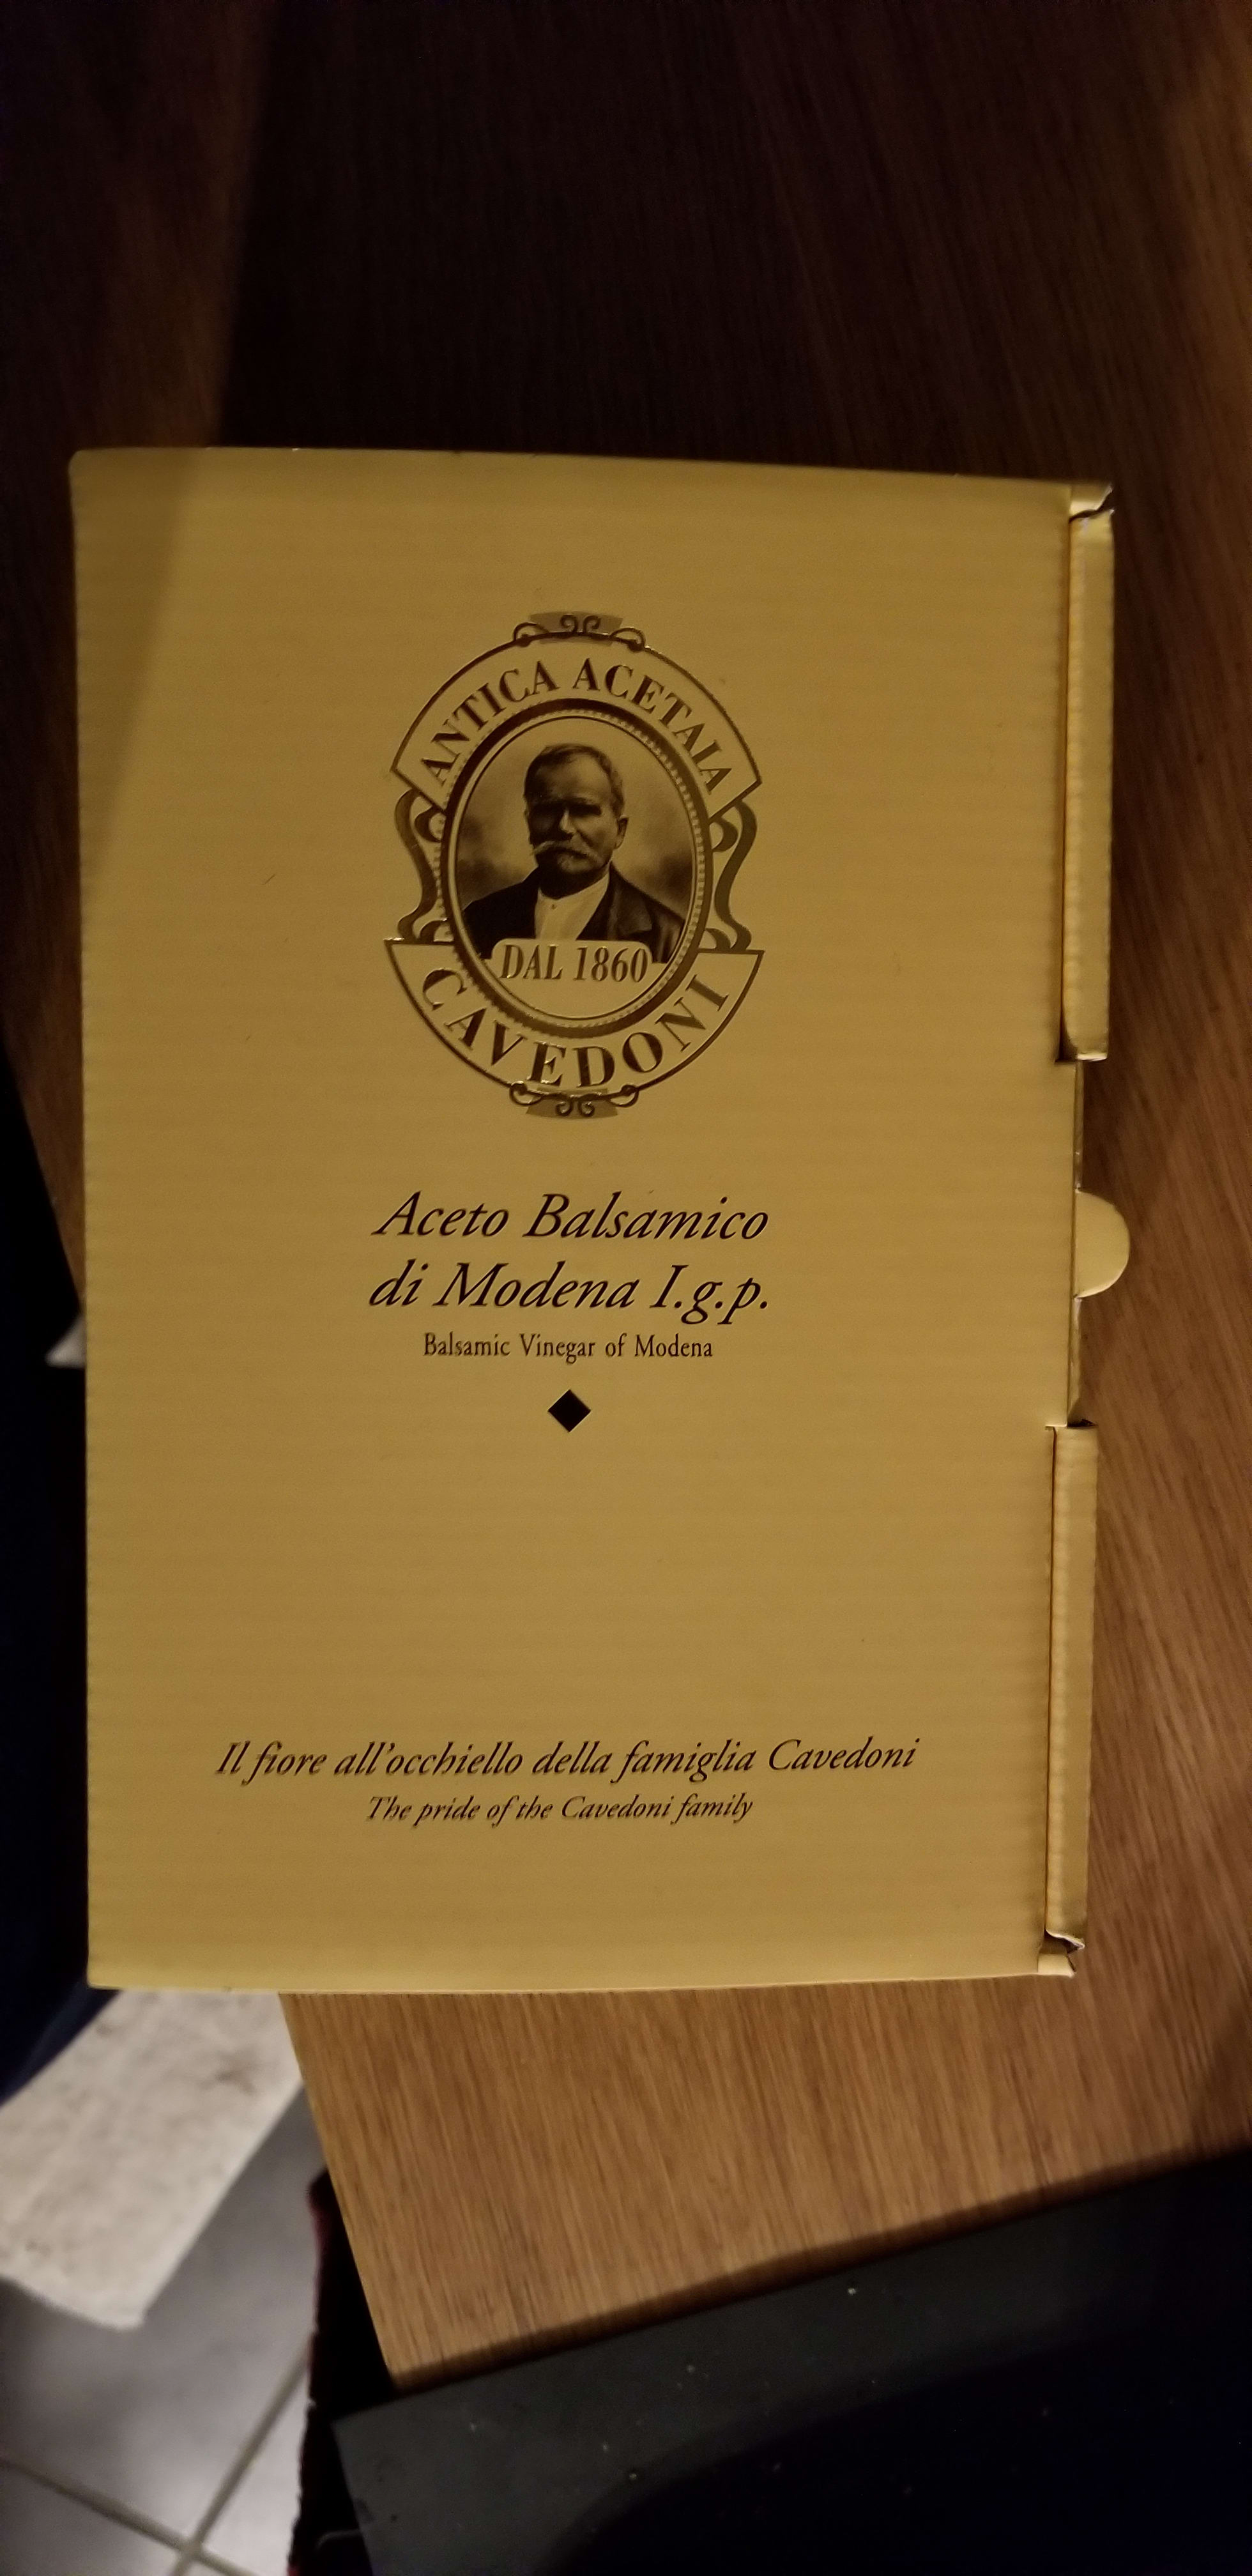 ANTICA ACETAIA
DAL 1860
CAVEDONI
Aceto Balsamico
di Modena I.g.p.
Balsamic Vinegar of Modena
Il fiore all'occhiello della famiglia Cavedoni
The pride of the Cavedoni family